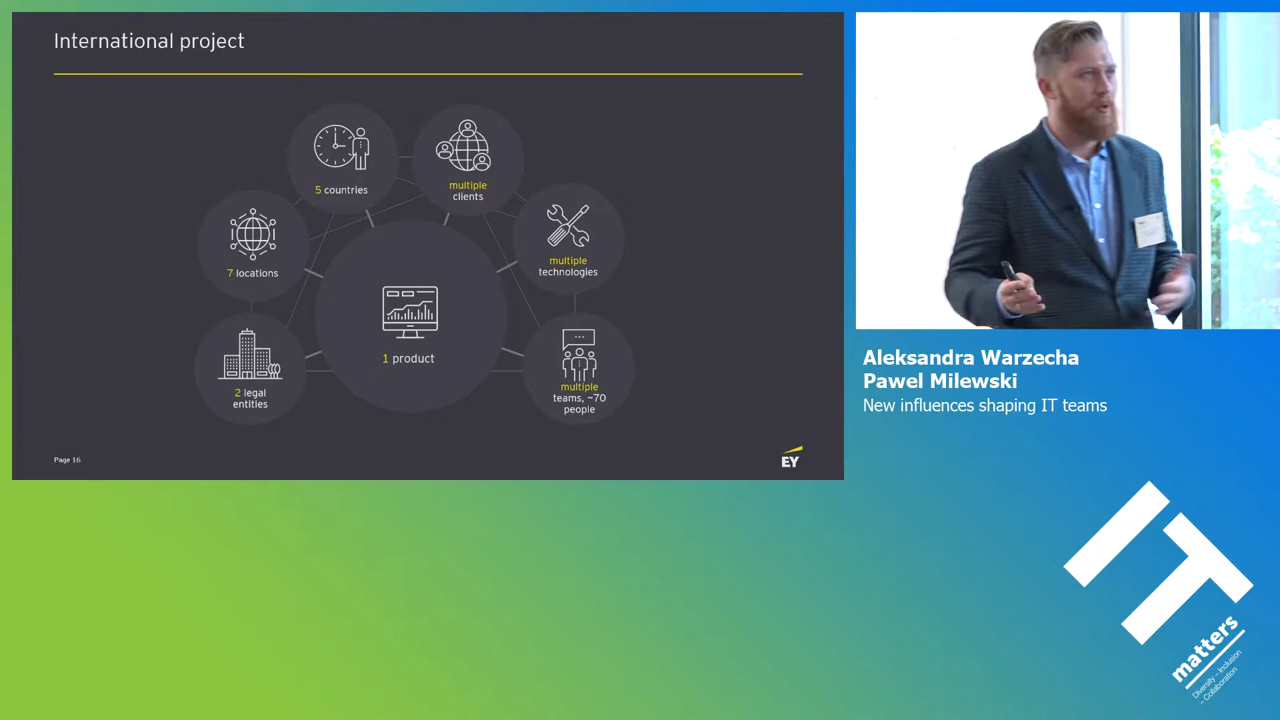 International project
5 countries
multiple
clients
7 locations
multiple
technologies
1 product
2 legal
entities
multiple
teams, ~70
people
Page 16
EY
Aleksandra Warzecha
Pawel Milewski
New influences shaping IT teams
IT
matters
Diversity – Inclusion
– Collaboration